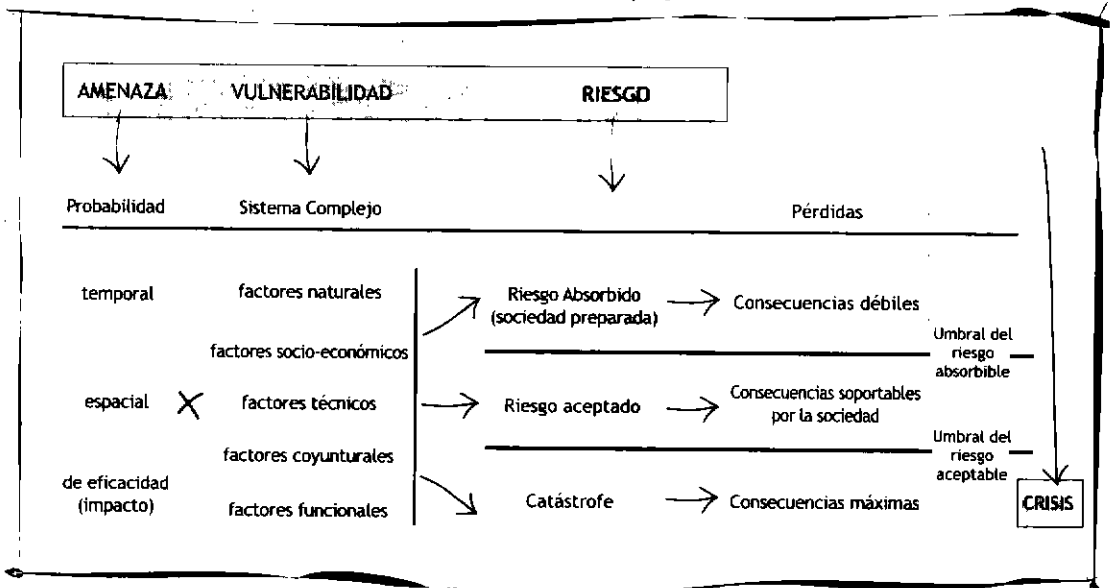 AMENAZA VULNERABILIDAD RIESGO
Probabilidad Sistema Complejo Pérdidas
temporal
espacial X
de eficacidad
(impacto)
factores naturales
factores socio-económicos
factores técnicos
factores coyunturales
factores funcionales
Riesgo Absorbido
(sociedad preparada)
Consecuencias débiles
Umbral del
riesgo
absorbible
Riesgo aceptado
Consecuencias soportables
por la sociedad
Umbral del
riesgo
aceptable
Catástrofe
Consecuencias máximas
CRISIS